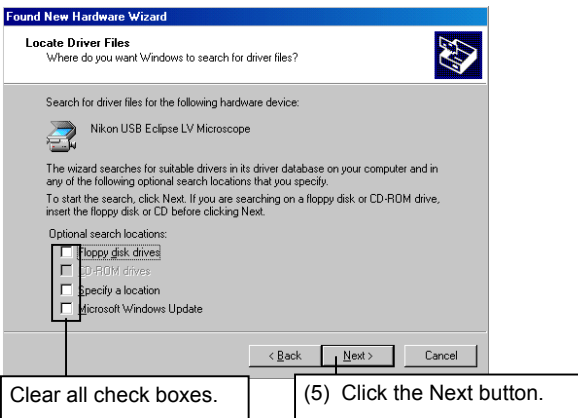 Found New Hardware Wizard
Locate Driver Files
Where do you want Windows to search for driver files?
Search for driver files for the following hardware device:
Nikon USB Eclipse LV Microscope
The wizard searches for suitable drivers in its driver database on your computer and in
any of the following optional search locations that you specify.
To start the search, click Next. If you are searching on a floppy disk or CD-ROM drive,
insert the floppy disk or CD before clicking Next.
Optional search locations:
Floppy disk drives
CD-ROM drives
Specify a location
Microsoft Windows Update
< Back
Next >
Cancel
Clear all check boxes.
(5) Click the Next button.